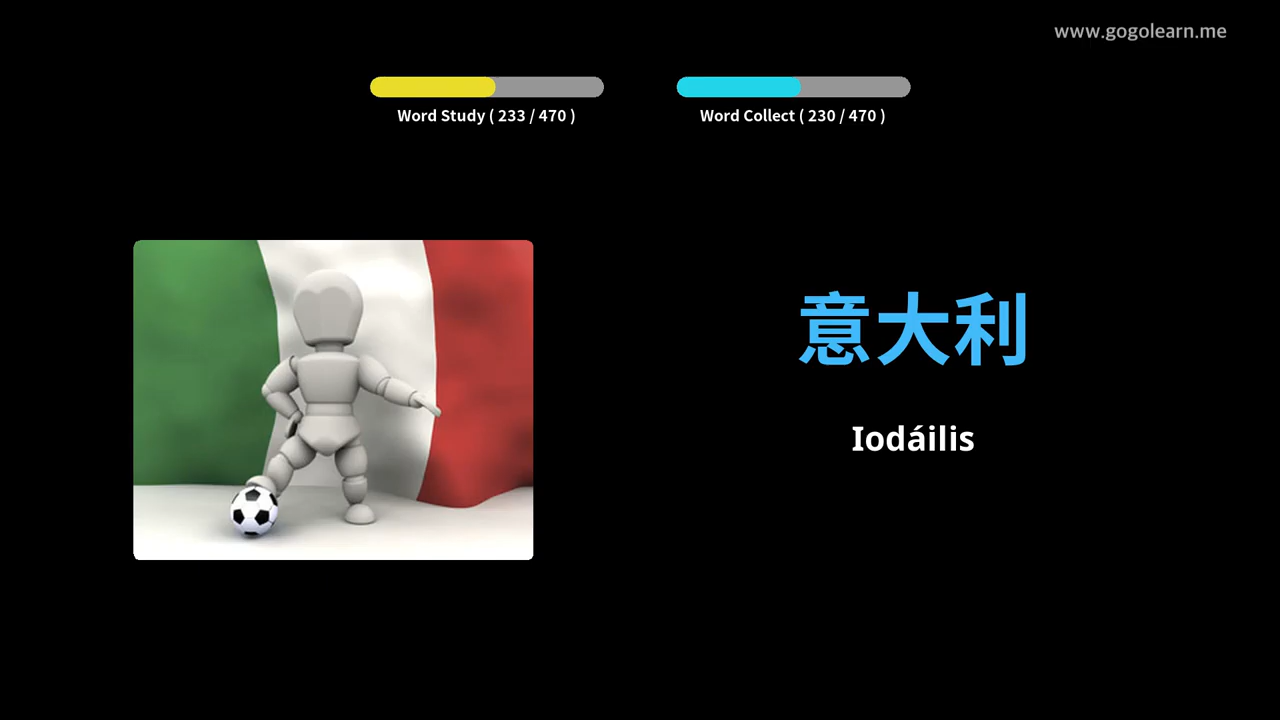 www.gogolearn.me
Word Study ( 233 / 470 )
Word Collect ( 230 / 470 )
意大利
Iodáilis